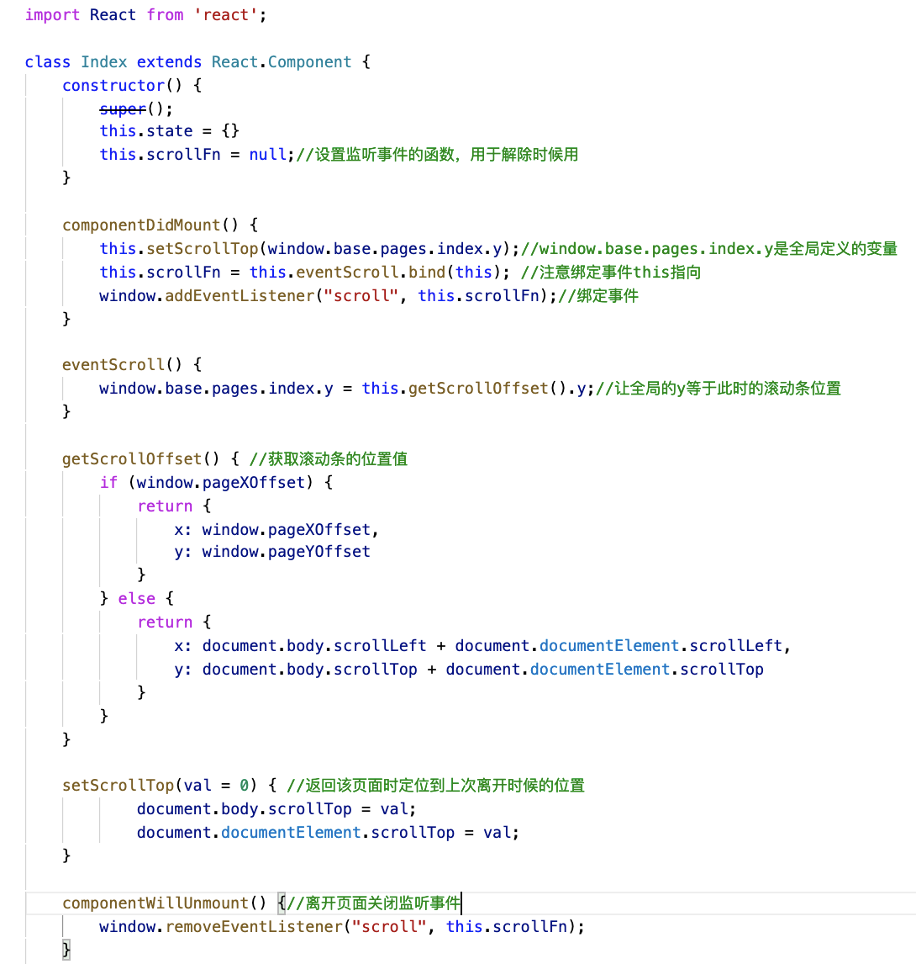 import React from 'react';
class Index extends React.Component {
constructor() {
super();
this.state = {}
this.scrollFn = null;//设置监听事件的函数，用于解除时候用
}
componentDidMount() {
this.setScrollTop(window.base.pages.index.y);//window.base.pages.index.y是全局定义的变量
this.scrollFn = this.eventScroll.bind(this); //注意绑定事件this指向
window.addEventListener("scroll", this.scrollFn);//绑定事件
}
eventScroll() {
window.base.pages.index.y = this.getScrollOffset().y;//让全局的y等于此时的滚动条位置
}
getScrollOffset() { //获取滚动条的位置值
if (window.pageXOffset) {
return {
x: window.pageXOffset,
y: window.pageYOffset
}
} else {
return {
x: document.body.scrollLeft + document.documentElement.scrollLeft,
y: document.body.scrollTop + document.documentElement.scrollTop
}
}
}
setScrollTop(val = 0) { //返回该页面时定位到上次离开时候的位置
document.body.scrollTop = val;
document.documentElement.scrollTop = val;
}
componentWillUnmount() {//离开页面关闭监听事件
window.removeEventListener("scroll", this.scrollFn);
}